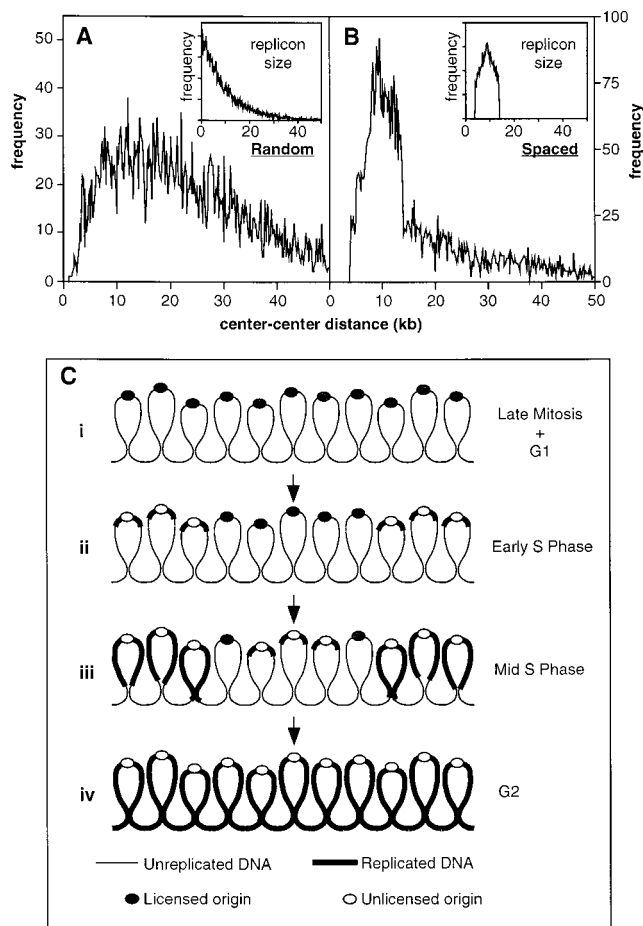 A
replicon
size
frequency
0 20 40
Random
frequency
50
40
30
20
10
0
0 10 20 30 40 0
B
replicon
size
frequency
0 20 40
Spaced
100
75
50
25
0
frequency
10 20 30 40 50
center-center distance (kb)
C
i
Late Mitosis
+
G1
ii
Early S Phase
iii
Mid S Phase
iv
G2
Unreplicated DNA
Replicated DNA
Licensed origin
Unlicensed origin